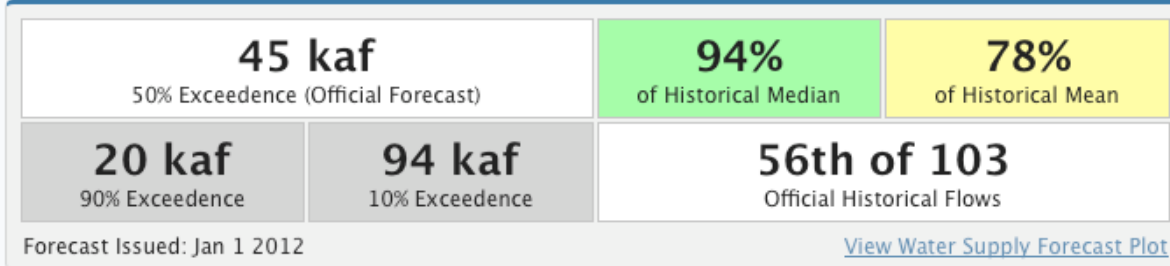 45 kaf
50% Exceedence (Official Forecast)
94%
of Historical Median
78%
of Historical Mean
20 kaf
90% Exceedence
94 kaf
10% Exceedence
56th of 103
Official Historical Flows
Forecast Issued: Jan 1 2012
View Water Supply Forecast Plot